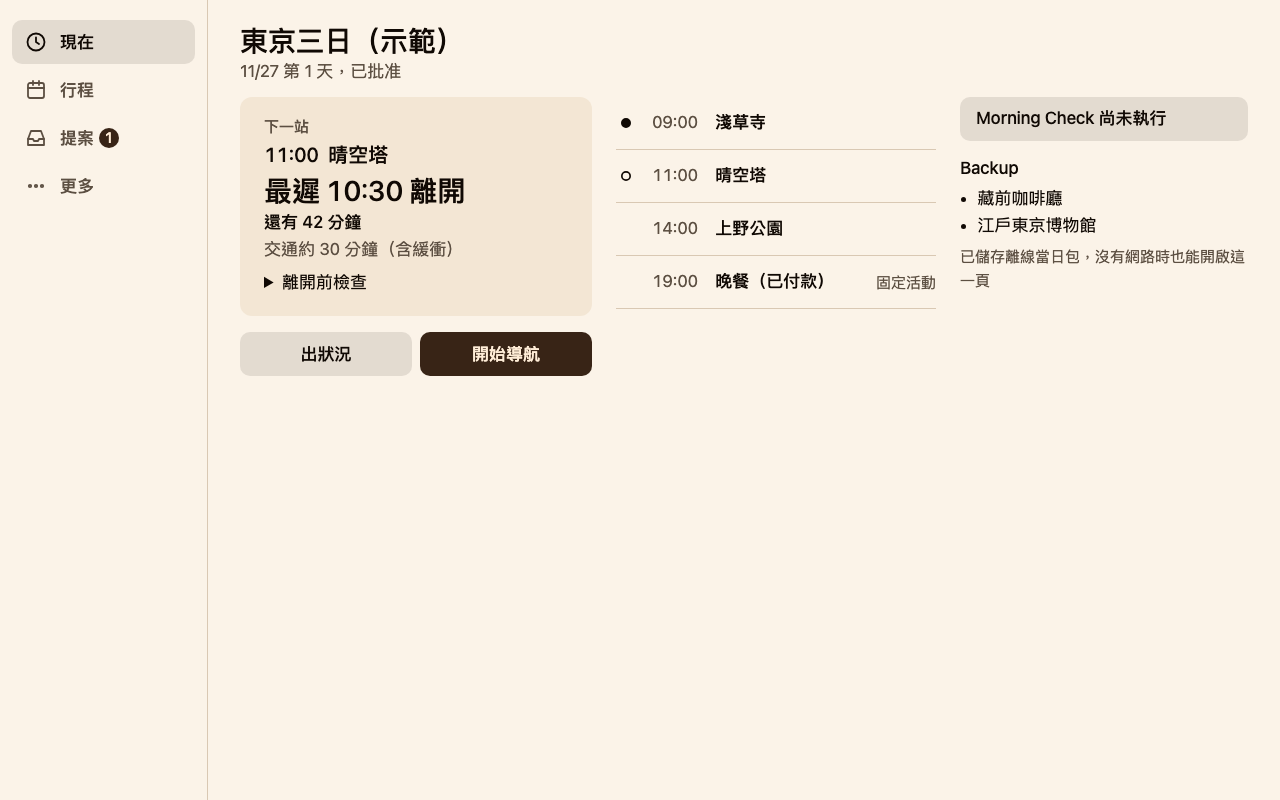 現在
行程
提案 1
更多
東京三日（示範）
11/27 第 1 天，已批准
下一站
11:00 晴空塔
最遲 10:30 離開
還有 42 分鐘
交通約 30 分鐘（含緩衝）
離開前檢查
出狀況
開始導航
09:00 淺草寺
11:00 晴空塔
14:00 上野公園
19:00 晚餐（已付款） 固定活動
Morning Check 尚未執行
Backup
藏前咖啡廳
江戶東京博物館
已儲存離線當日包，沒有網路時也能開啟這
一頁